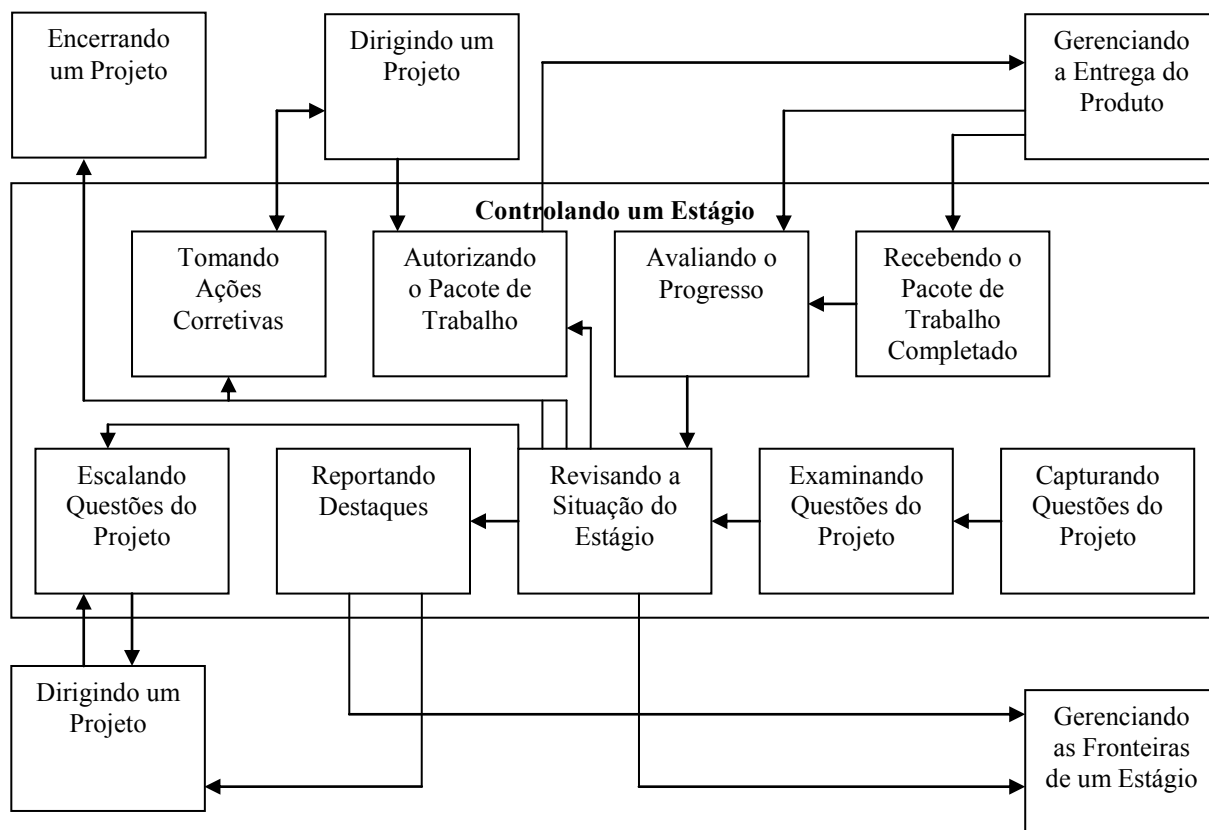 Encerrando
um Projeto
Dirigindo um
Projeto
Gerenciando
a Entrega do
Produto
Controlando um Estágio
Tomando
Ações
Corretivas
Autorizando
o Pacote de
Trabalho
Avaliando o
Progresso
Recebendo o
Pacote de
Trabalho
Completado
Escalando
Questões do
Projeto
Reportando
Destaques
Revisando a
Situação do
Estágio
Examinando
Questões do
Projeto
Capturando
Questões do
Projeto
Dirigindo um
Projeto
Gerenciando
as Fronteiras
de um Estágio